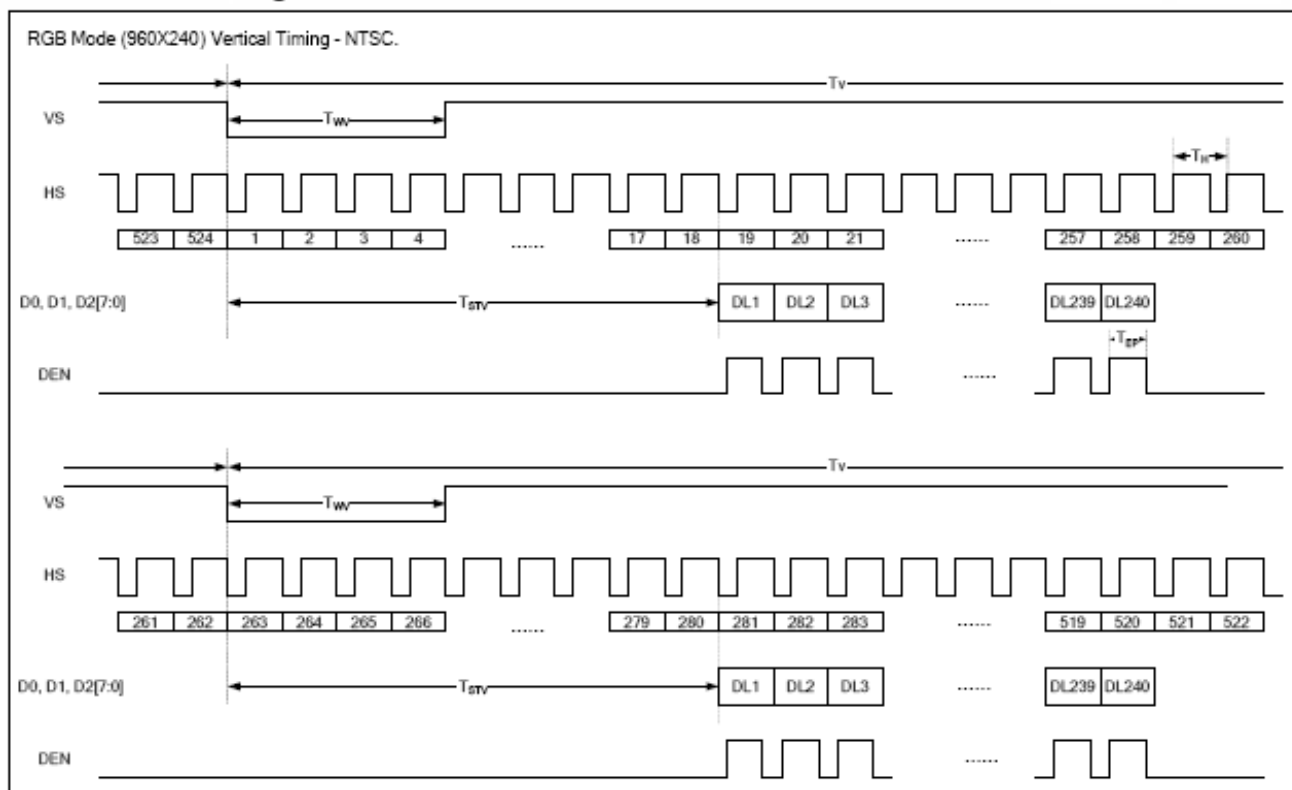 RGB Mode (960X240) Vertical Timing - NTSC.
Tv
VS
TWV
TH
HS
523 524 1 2 3 4 ...... 17 18 19 20 21 ...... 257 258 259 260
D0, D1, D2[7:0] TSTV DL1 DL2 DL3 ...... DL239 DL240
TEP
DEN ......
Tv
VS
TWV
HS
261 262 263 264 265 266 ...... 279 280 281 282 283 ...... 519 520 521 522
D0, D1, D2[7:0] TSTV DL1 DL2 DL3 ...... DL239 DL240
DEN ......